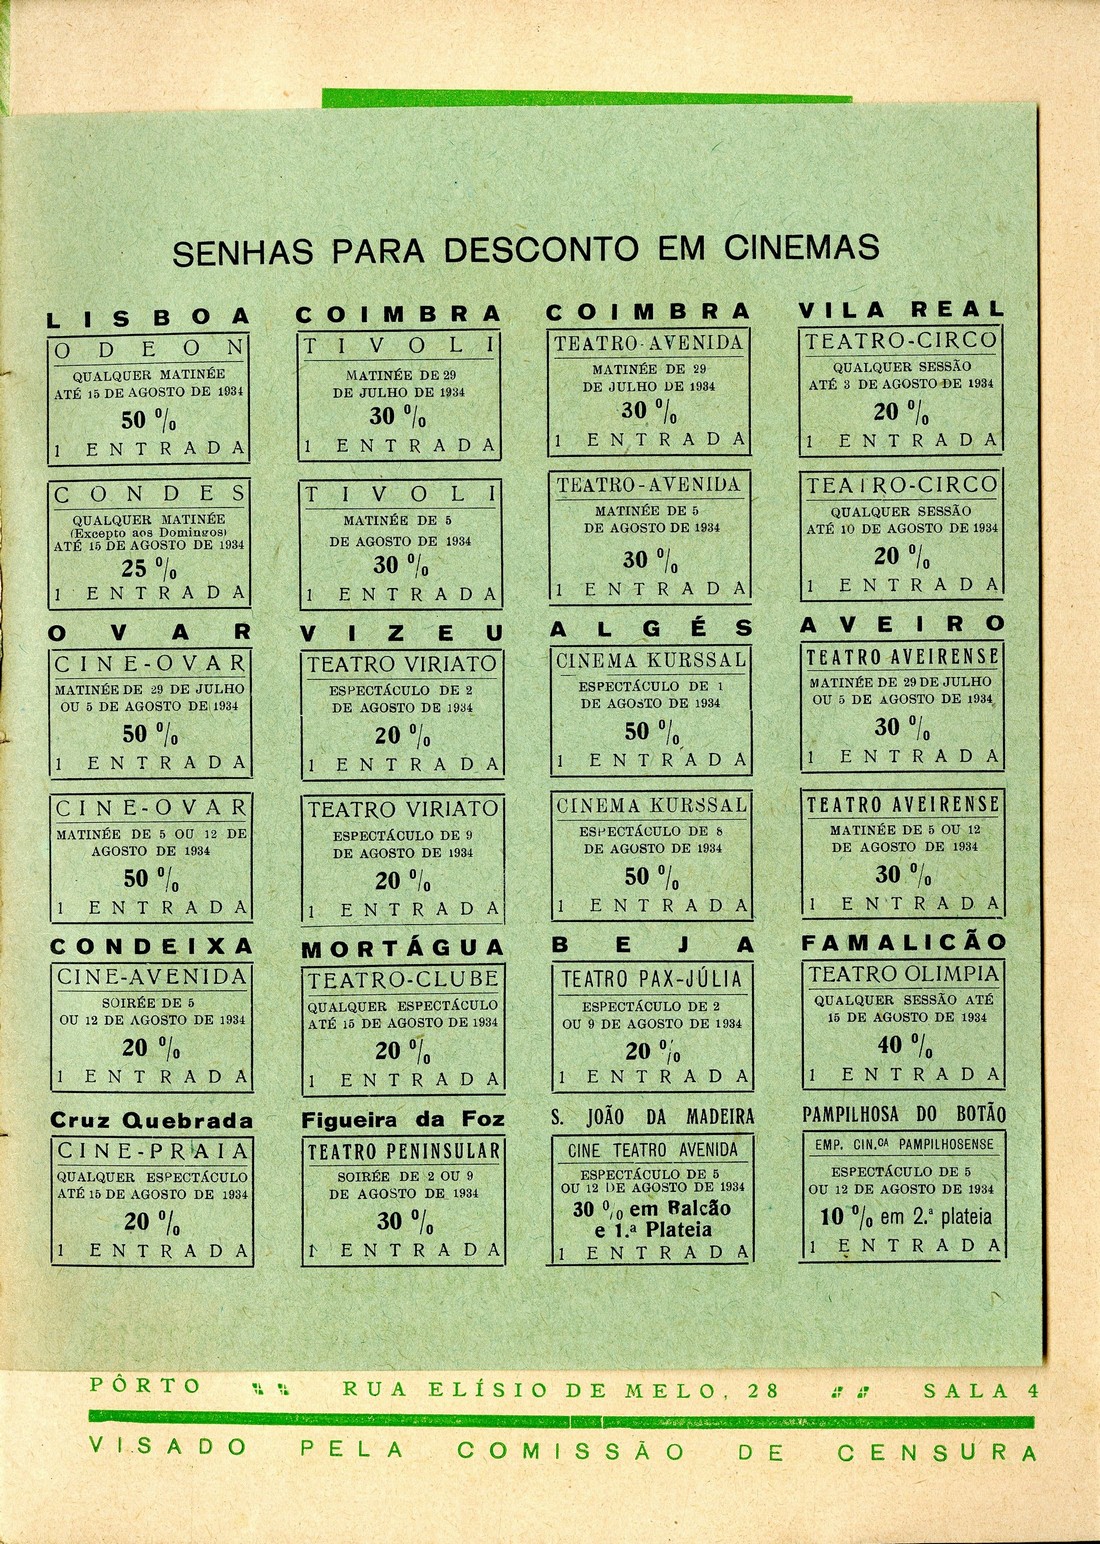 SENHAS PARA DESCONTO EM CINEMAS
LISBOA
ODEON
QUALQUER MATINÉE
ATÉ 15 DE AGOSTO DE 1934
50 %
1 ENTRADA
CONDES
QUALQUER MATINÉE
(Excepto aos Domingos)
ATÉ 15 DE AGOSTO DE 1934
25 %
1 ENTRADA
COIMBRA
TIVOLI
MATINÉE DE 29
DE JULHO DE 1934
30 %
1 ENTRADA
TIVOLI
MATINÉE DE 5
DE AGOSTO DE 1934
30 %
1 ENTRADA
COIMBRA
TEATRO-AVENIDA
MATINÉE DE 29
DE JULHO DE 1934
30 %
1 ENTRADA
TEATRO-AVENIDA
MATINÉE DE 5
DE AGOSTO DE 1934
30 %
1 ENTRADA
VILA REAL
TEATRO-CIRCO
QUALQUER SESSÃO
ATÉ 3 DE AGOSTO DE 1934
20 %
1 ENTRADA
TEATRO-CIRCO
QUALQUER SESSÃO
ATÉ 10 DE AGOSTO DE 1934
20 %
1 ENTRADA
OVAR
CINE-OVAR
MATINÉE DE 29 DE JULHO
OU 5 DE AGOSTO DE 1934
50 %
1 ENTRADA
CINE-OVAR
MATINÉE DE 5 OU 12 DE
AGOSTO DE 1934
50 %
1 ENTRADA
VIZEU
TEATRO VIRIATO
ESPECTÁCULO DE 2
DE AGOSTO DE 1934
20 %
1 ENTRADA
TEATRO VIRIATO
ESPECTÁCULO DE 9
DE AGOSTO DE 1934
20 %
1 ENTRADA
ALGÉS
CINEMA KURSSAL
ESPECTÁCULO DE 1
DE AGOSTO DE 1934
50 %
1 ENTRADA
CINEMA KURSSAL
ESPECTÁCULO DE 8
DE AGOSTO DE 1934
50 %
1 ENTRADA
AVEIRO
TEATRO AVEIRENSE
MATINÉE DE 29 DE JULHO
OU 5 DE AGOSTO DE 1934
30 %
1 ENTRADA
TEATRO AVEIRENSE
MATINÉE DE 5 OU 12
DE AGOSTO DE 1934
30 %
1 ENTRADA
CONDEIXA
CINE-AVENIDA
SOIRÉE DE 5
OU 12 DE AGOSTO DE 1934
20 %
1 ENTRADA
MORTÁGUA
TEATRO-CLUBE
QUALQUER ESPECTÁCULO
ATÉ 15 DE AGOSTO DE 1934
20 %
1 ENTRADA
BEJA
TEATRO PAX-JÚLIA
ESPECTÁCULO DE 2
OU 9 DE AGOSTO DE 1934
20 %
1 ENTRADA
FAMALICÃO
TEATRO OLIMPIA
QUALQUER SESSÃO ATÉ
15 DE AGOSTO DE 1934
40 %
1 ENTRADA
Cruz Quebrada
CINE-PRAIA
QUALQUER ESPECTÁCULO
ATÉ 15 DE AGOSTO DE 1934
20 %
1 ENTRADA
Figueira da Foz
TEATRO PENINSULAR
SOIRÉE DE 2 OU 9
DE AGOSTO DE 1934
30 %
1 ENTRADA
S. JOÃO DA MADEIRA
CINE TEATRO AVENIDA
ESPECTÁCULO DE 5
OU 12 DE AGOSTO DE 1934
30 % em Balcão
e 1.ª Plateia
1 ENTRADA
PAMPILHOSA DO BOTÃO
EMP. CIN.CA PAMPILHOSENSE
ESPECTÁCULO DE 5
OU 12 DE AGOSTO DE 1934
10 % em 2.ª plateia
1 ENTRADA
PÔRTO RUA ELÍSIO DE MELO, 28 SALA 4
VISADO PELA COMISSÃO DE CENSURA